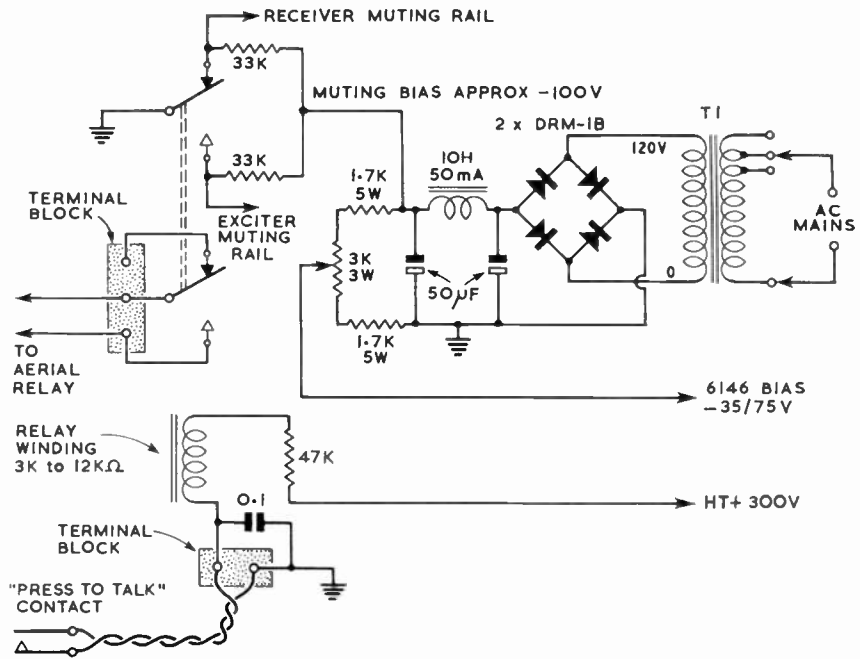 RECEIVER MUTING RAIL
33K
MUTING BIAS APPROX -100V
2 x DRM-1B
T1
120V
10H
50mA
33K
1·7K
5W
TERMINAL
BLOCK
EXCITER
MUTING
RAIL
AC
MAINS
3K
3W
50µF
0
1·7K
5W
TO
AERIAL
RELAY
6146 BIAS
-35/75V
RELAY
WINDING
3K to 12KΩ
47K
0·1
HT+ 300V
TERMINAL
BLOCK
"PRESS TO TALK"
CONTACT